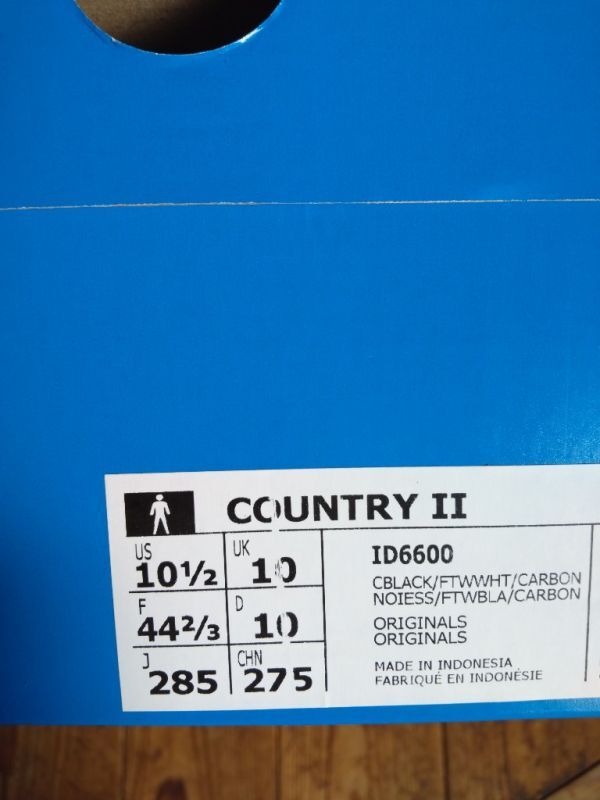 COUNTRY II
US
10½
UK
10
F
44⅔
D
10
J
285
CHN
275
ID6600
CBLACK/FTWWHT/CARBON
NOIESS/FTWBLA/CARBON
ORIGINALS
ORIGINALS
MADE IN INDONESIA
FABRIQUÉ EN INDONÉSIE